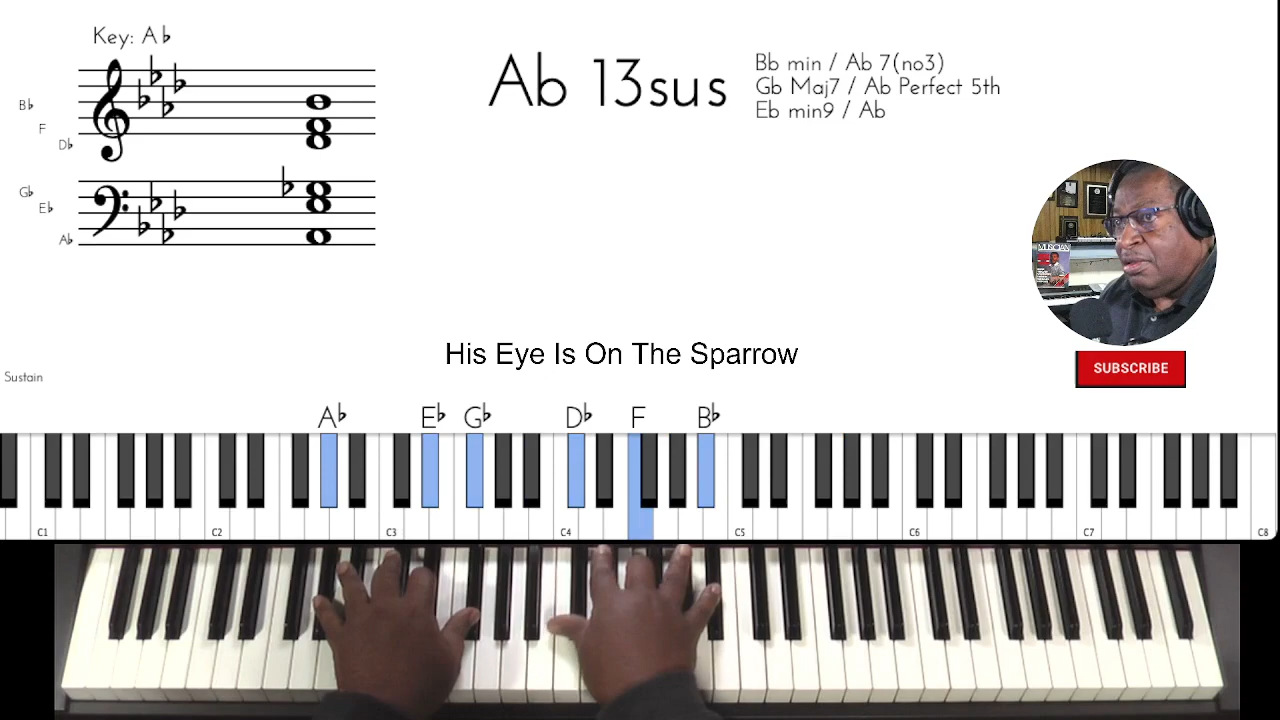 Key: A♭
B♭
F
D♭
G♭
E♭
A♭
Ab 13sus
Bb min / Ab 7(no3)
Gb Maj7 / Ab Perfect 5th
Eb min9 / Ab
SUBSCRIBE
His Eye Is On The Sparrow
Sustain
A♭ E♭ G♭ D♭ F B♭
C1 C2 C3 C4 C5 C6 C7 C8